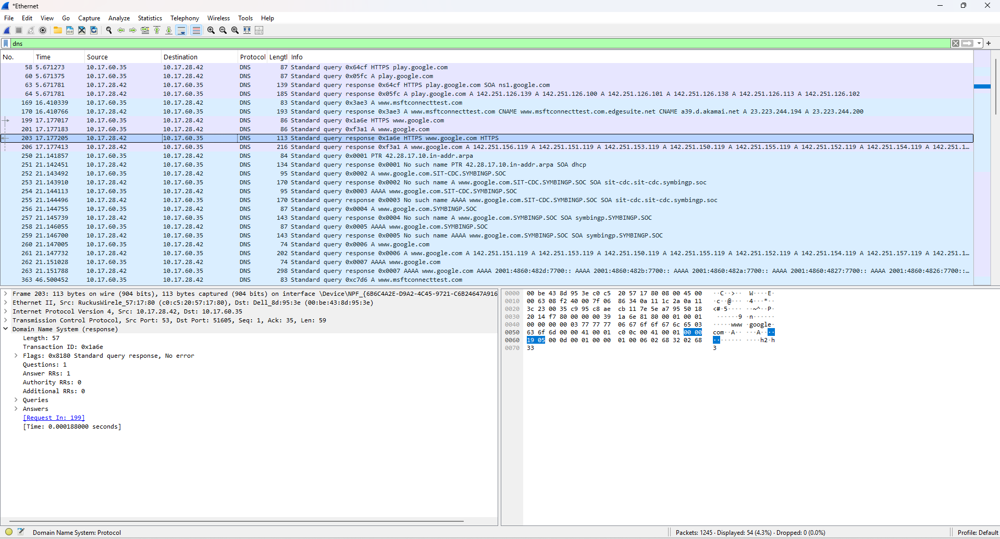 *Ethernet
File Edit View Go Capture Analyze Statistics Telephony Wireless Tools Help
dns
No. Time Source Destination Protocol Lengtl Info
58 5.671273 10.17.60.35 10.17.28.42 DNS 87 Standard query 0x64cf HTTPS play.google.com
60 5.671375 10.17.60.35 10.17.28.42 DNS 87 Standard query 0x05fc A play.google.com
63 5.671781 10.17.28.42 10.17.60.35 DNS 139 Standard query response 0x64cf HTTPS play.google.com SOA ns1.google.com
64 5.671781 10.17.28.42 10.17.60.35 DNS 185 Standard query response 0x05fc A play.google.com A 142.251.126.139 A 142.251.126.100 A 142.251.126.101 A 142.251.126.138 A 142.251.126.113 A 142.251.126.102
169 16.410339 10.17.60.35 10.17.28.42 DNS 83 Standard query 0x3ae3 A www.msftconnecttest.com
170 16.410766 10.17.28.42 10.17.60.35 DNS 193 Standard query response 0x3ae3 A www.msftconnecttest.com CNAME www.msftconnecttest.com.edgesuite.net CNAME a39.d.akamai.net A 23.223.244.194 A 23.223.244.200
199 17.177017 10.17.60.35 10.17.28.42 DNS 86 Standard query 0x1a6e HTTPS www.google.com
201 17.177183 10.17.60.35 10.17.28.42 DNS 86 Standard query 0xf3a1 A www.google.com
203 17.177205 10.17.28.42 10.17.60.35 DNS 113 Standard query response 0x1a6e HTTPS www.google.com HTTPS
206 17.177413 10.17.28.42 10.17.60.35 DNS 216 Standard query response 0xf3a1 A www.google.com A 142.251.156.119 A 142.251.151.119 A 142.251.153.119 A 142.251.150.119 A 142.251.155.119 A 142.251.152.119 A 142.251.154.119 A 142.251.1…
250 21.141857 10.17.60.35 10.17.28.42 DNS 84 Standard query 0x0001 PTR 42.28.17.10.in-addr.arpa
251 21.142451 10.17.28.42 10.17.60.35 DNS 134 Standard query response 0x0001 No such name PTR 42.28.17.10.in-addr.arpa SOA dhcp
252 21.143492 10.17.60.35 10.17.28.42 DNS 95 Standard query 0x0002 A www.google.com.SIT-CDC.SYMBINGP.SOC
253 21.143910 10.17.28.42 10.17.60.35 DNS 170 Standard query response 0x0002 No such name A www.google.com.SIT-CDC.SYMBINGP.SOC SOA sit-cdc.sit-cdc.symbingp.soc
254 21.144113 10.17.60.35 10.17.28.42 DNS 95 Standard query 0x0003 AAAA www.google.com.SIT-CDC.SYMBINGP.SOC
255 21.144496 10.17.28.42 10.17.60.35 DNS 170 Standard query response 0x0003 No such name AAAA www.google.com.SIT-CDC.SYMBINGP.SOC SOA sit-cdc.sit-cdc.symbingp.soc
256 21.144755 10.17.60.35 10.17.28.42 DNS 87 Standard query 0x0004 A www.google.com.SYMBINGP.SOC
257 21.145739 10.17.28.42 10.17.60.35 DNS 143 Standard query response 0x0004 No such name A www.google.com.SYMBINGP.SOC SOA symbingp.SYMBINGP.SOC
258 21.146055 10.17.60.35 10.17.28.42 DNS 87 Standard query 0x0005 AAAA www.google.com.SYMBINGP.SOC
259 21.146700 10.17.28.42 10.17.60.35 DNS 143 Standard query response 0x0005 No such name AAAA www.google.com.SYMBINGP.SOC SOA symbingp.SYMBINGP.SOC
260 21.147005 10.17.60.35 10.17.28.42 DNS 74 Standard query 0x0006 A www.google.com
261 21.147732 10.17.28.42 10.17.60.35 DNS 202 Standard query response 0x0006 A www.google.com A 142.251.151.119 A 142.251.153.119 A 142.251.150.119 A 142.251.155.119 A 142.251.152.119 A 142.251.154.119 A 142.251.157.119 A 142.251.1…
262 21.151028 10.17.60.35 10.17.28.42 DNS 74 Standard query 0x0007 AAAA www.google.com
263 21.151788 10.17.28.42 10.17.60.35 DNS 298 Standard query response 0x0007 AAAA www.google.com AAAA 2001:4860:482d:7700:: AAAA 2001:4860:482b:7700:: AAAA 2001:4860:482a:7700:: AAAA 2001:4860:4827:7700:: AAAA 2001:4860:4826:7700::…
363 46.500452 10.17.60.35 10.17.28.42 DNS 83 Standard query 0xc7d6 A www.msftconnecttest.com
Frame 203: 113 bytes on wire (904 bits), 113 bytes captured (904 bits) on interface \Device\NPF_{6B6C4A2E-D9A2-4C45-9721-C6B24647A916
Ethernet II, Src: RuckusWirele_57:17:80 (c0:c5:20:57:17:80), Dst: Dell_8d:95:3e (00:be:43:8d:95:3e)
Internet Protocol Version 4, Src: 10.17.28.42, Dst: 10.17.60.35
Transmission Control Protocol, Src Port: 53, Dst Port: 51605, Seq: 1, Ack: 35, Len: 59
Domain Name System (response)
Length: 57
Transaction ID: 0x1a6e
Flags: 0x8180 Standard query response, No error
Questions: 1
Answer RRs: 1
Authority RRs: 0
Additional RRs: 0
Queries
Answers
[Request In: 199]
[Time: 0.000188000 seconds]
0000 00 be 43 8d 95 3e c0 c5 20 57 17 80 08 00 45 00 ··C··>·· W····E·
0010 00 63 08 f2 40 00 7f 06 86 34 0a 11 1c 2a 0a 11 ·c··@··· ·4···*··
0020 3c 23 00 35 c9 95 c8 ae cb 11 7e 5e a7 95 50 18 <#·5···· ··~^··P·
0030 20 14 f7 80 00 00 00 39 1a 6e 81 80 00 01 00 01 ······9 ·n······
0040 00 00 00 00 03 77 77 77 06 67 6f 6f 67 6c 65 03 ·····www ·google·
0050 63 6f 6d 00 00 41 00 01 c0 0c 00 41 00 01 00 00 com··A·· ···A····
0060 19 05 00 0d 00 01 00 00 01 00 06 02 68 32 02 68 ········ ····h2·h
0070 33 3
Domain Name System: Protocol
Packets: 1245 · Displayed: 54 (4.3%) · Dropped: 0 (0.0%)
Profile: Default